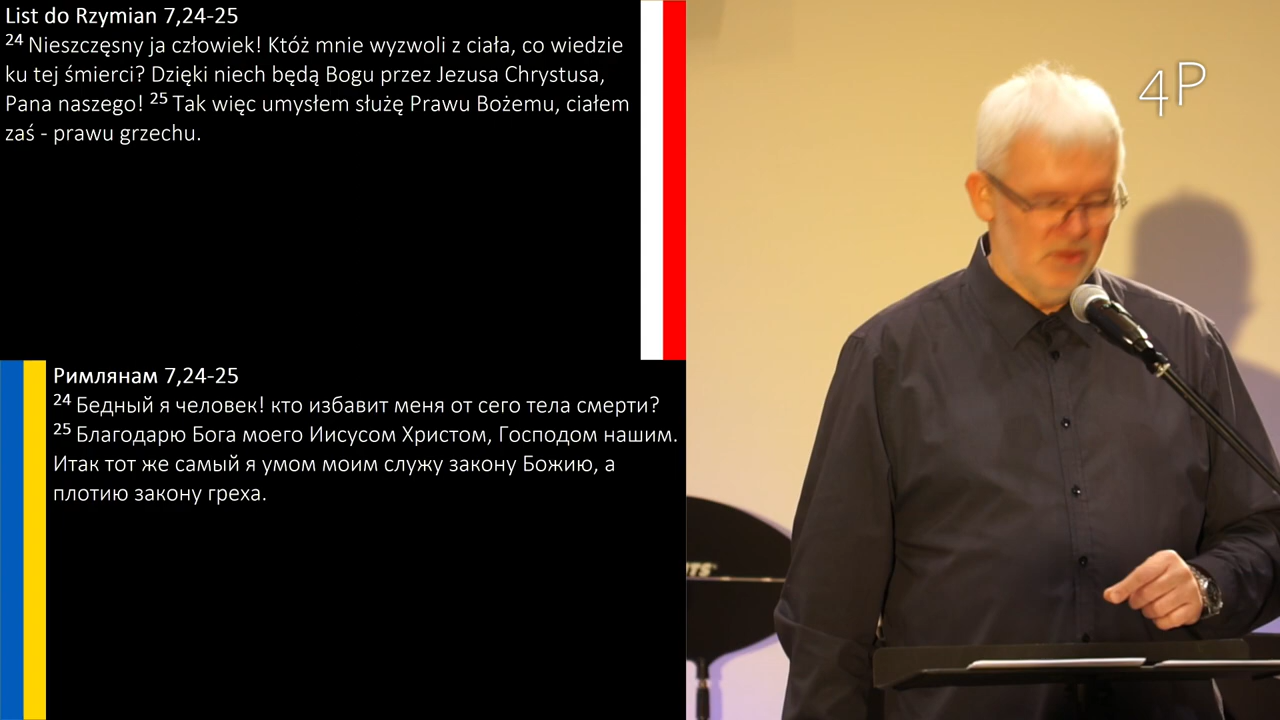 List do Rzymian 7,24-25
24 Nieszczęsny ja człowiek! Któż mnie wyzwoli z ciała, co wiedzie
ku tej śmierci? Dzięki niech będą Bogu przez Jezusa Chrystusa,
Pana naszego! 25 Tak więc umysłem służę Prawu Bożemu, ciałem
zaś - prawu grzechu.
Римлянам 7,24-25
24 Бедный я человек! кто избавит меня от сего тела смерти?
25 Благодарю Бога моего Иисусом Христом, Господом нашим.
Итак тот же самый я умом моим служу закону Божию, а
плотию закону греха.
4P